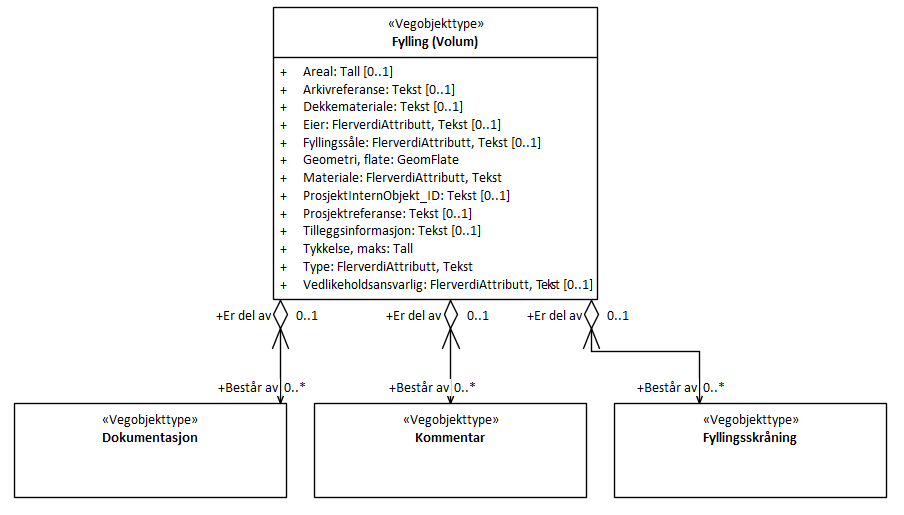 «Vegobjekttype»
Fylling (Volum)
+ Areal: Tall [0..1]
+ Arkivreferanse: Tekst [0..1]
+ Dekkemateriale: Tekst [0..1]
+ Eier: FlerverdiAttributt, Tekst [0..1]
+ Fyllingssåle: FlerverdiAttributt, Tekst [0..1]
+ Geometri, flate: GeomFlate
+ Materiale: FlerverdiAttributt, Tekst
+ ProsjektInternObjekt_ID: Tekst [0..1]
+ Prosjektreferanse: Tekst [0..1]
+ Tilleggsinformasjon: Tekst [0..1]
+ Tykkelse, maks: Tall
+ Type: FlerverdiAttributt, Tekst
+ Vedlikeholdsansvarlig: FlerverdiAttributt, Tekst [0..1]
+Er del av 0..1 +Er del av 0..1 +Er del av 0..1
+Består av 0..* +Består av 0..* +Består av 0..*
«Vegobjekttype» «Vegobjekttype» «Vegobjekttype»
Dokumentasjon Kommentar Fyllingsskråning